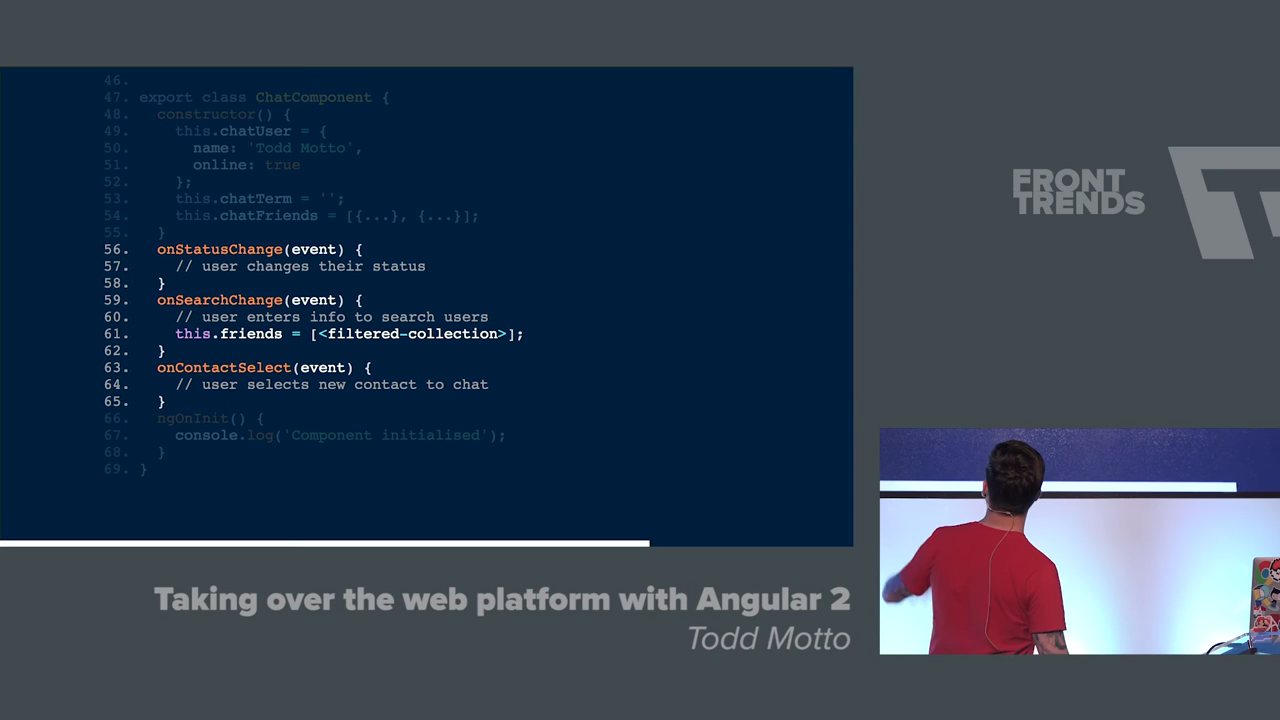 46.
47. export class ChatComponent {
48. constructor() {
49. this.chatUser = {
50. name: 'Todd Motto',
51. online: true
52. };
53. this.chatTerm = '';
54. this.chatFriends = [{...}, {...}];
55. }
56. onStatusChange(event) {
57. // user changes their status
58. }
59. onSearchChange(event) {
60. // user enters info to search users
61. this.friends = [<filtered-collection>];
62. }
63. onContactSelect(event) {
64. // user selects new contact to chat
65. }
66. ngOnInit() {
67. console.log('Component initialised');
68. }
69. }
FRONT
TRENDS
Taking over the web platform with Angular 2
Todd Motto